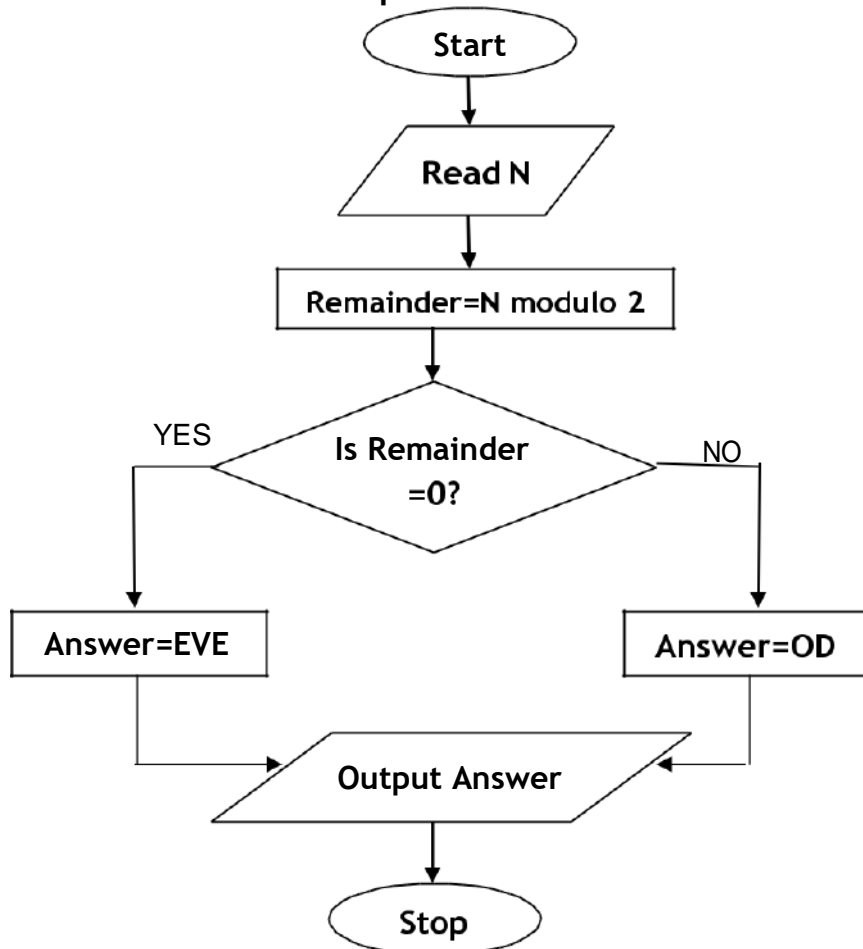 Start
Read N
Remainder=N modulo 2
Is Remainder
=0?
YES
NO
Answer=EVE
Answer=OD
Output Answer
Stop